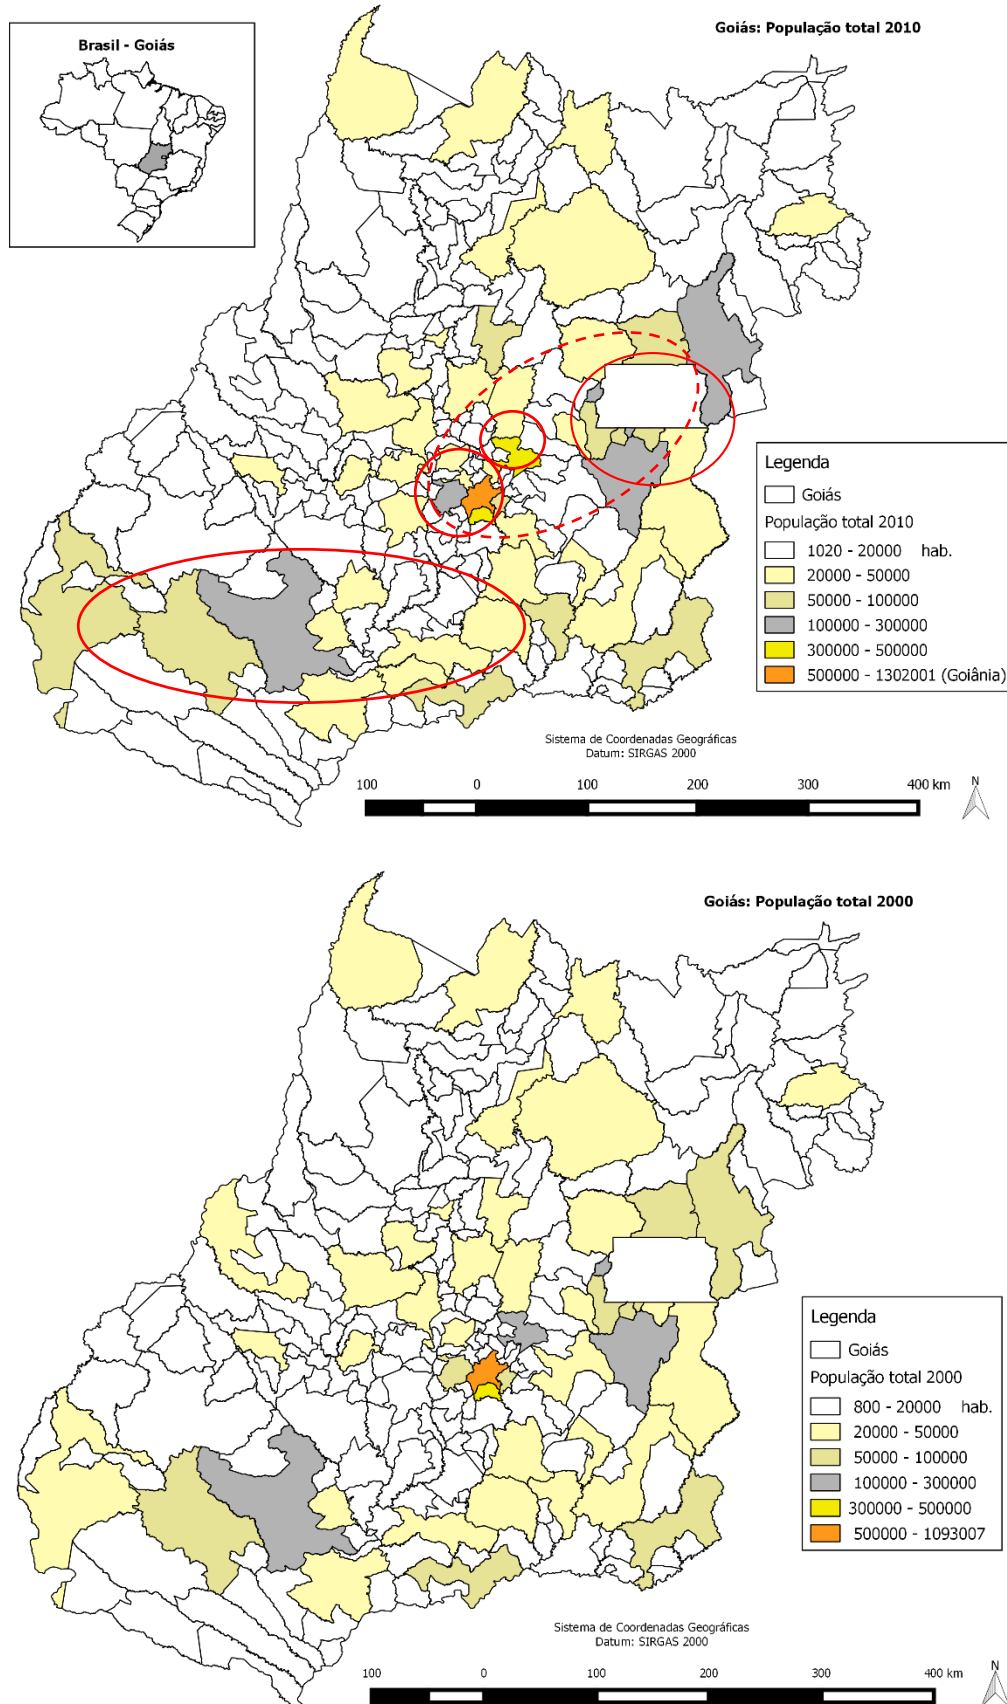 Goiás: População total 2010
Brasil - Goiás
Legenda
Goiás
População total 2010
1020 - 20000 hab.
20000 - 50000
50000 - 100000
100000 - 300000
300000 - 500000
500000 - 1302001 (Goiânia)
Sistema de Coordenadas Geográficas
Datum: SIRGAS 2000
100 0 100 200 300 400 km
N
Goiás: População total 2000
Legenda
Goiás
População total 2000
800 - 20000 hab.
20000 - 50000
50000 - 100000
100000 - 300000
300000 - 500000
500000 - 1093007
Sistema de Coordenadas Geográficas
Datum: SIRGAS 2000
100 0 100 200 300 400 km
N